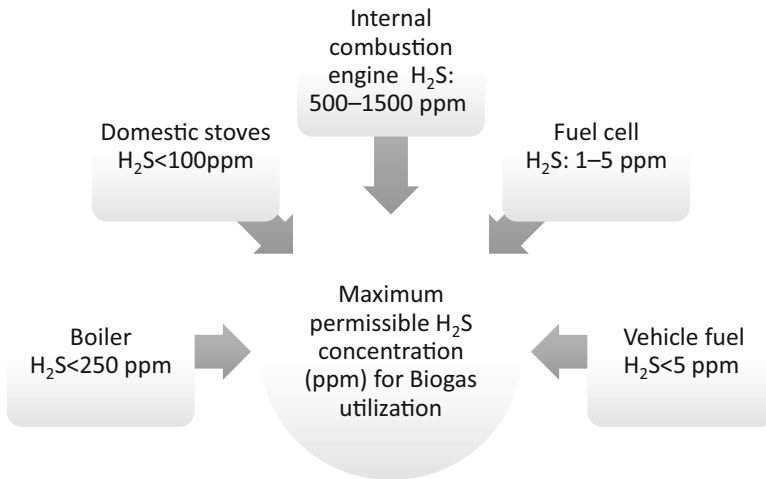 Internal
combustion
engine H₂S:
500–1500 ppm
Domestic stoves
H₂S<100ppm
Fuel cell
H₂S: 1–5 ppm
Boiler
H₂S<250 ppm
Maximum
permissible H₂S
concentration
(ppm) for Biogas
utilization
Vehicle fuel
H₂S<5 ppm